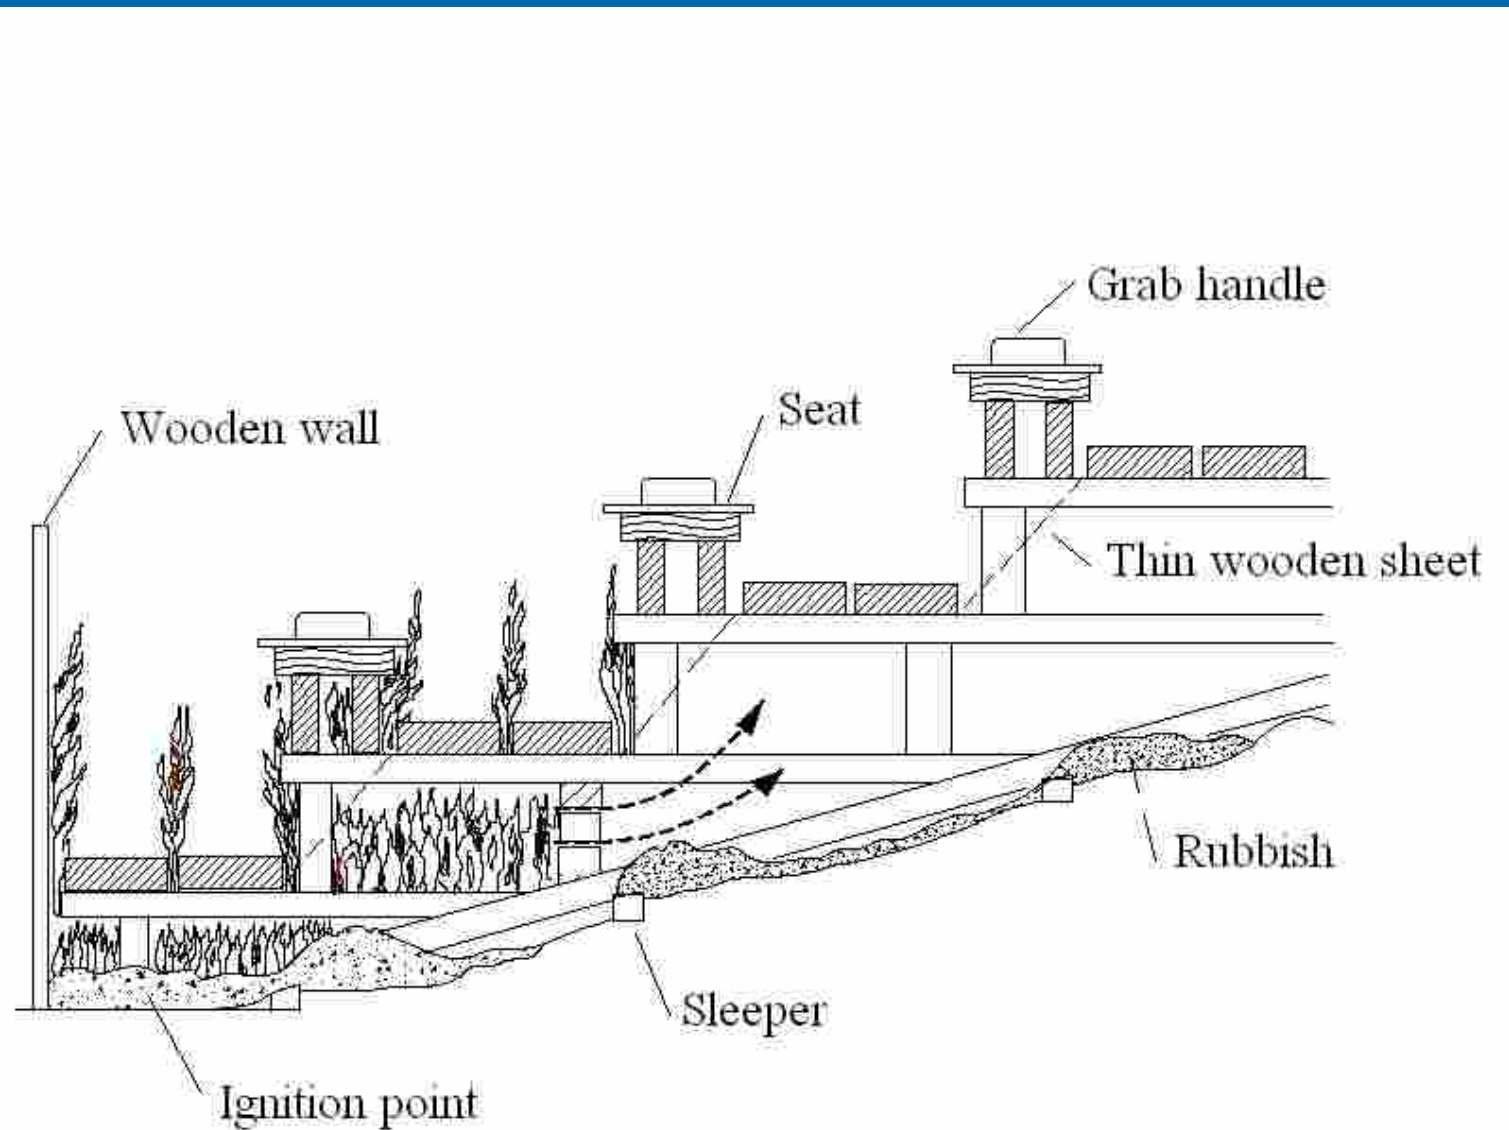 Grab handle
Seat
Wooden wall
Thin wooden sheet
Rubbish
Sleeper
Ignition point